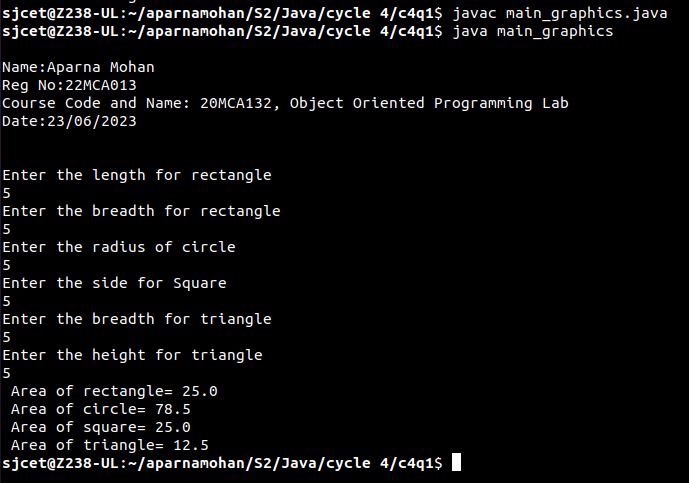 sjcet@Z238-UL:~/aparnamohan/S2/Java/cycle 4/c4q1$ javac main_graphics.java
sjcet@Z238-UL:~/aparnamohan/S2/Java/cycle 4/c4q1$ java main_graphics
Name:Aparna Mohan
Reg No:22MCA013
Course Code and Name: 20MCA132, Object Oriented Programming Lab
Date:23/06/2023
Enter the length for rectangle
5
Enter the breadth for rectangle
5
Enter the radius of circle
5
Enter the side for Square
5
Enter the breadth for triangle
5
Enter the height for triangle
5
Area of rectangle= 25.0
Area of circle= 78.5
Area of square= 25.0
Area of triangle= 12.5
sjcet@Z238-UL:~/aparnamohan/S2/Java/cycle 4/c4q1$